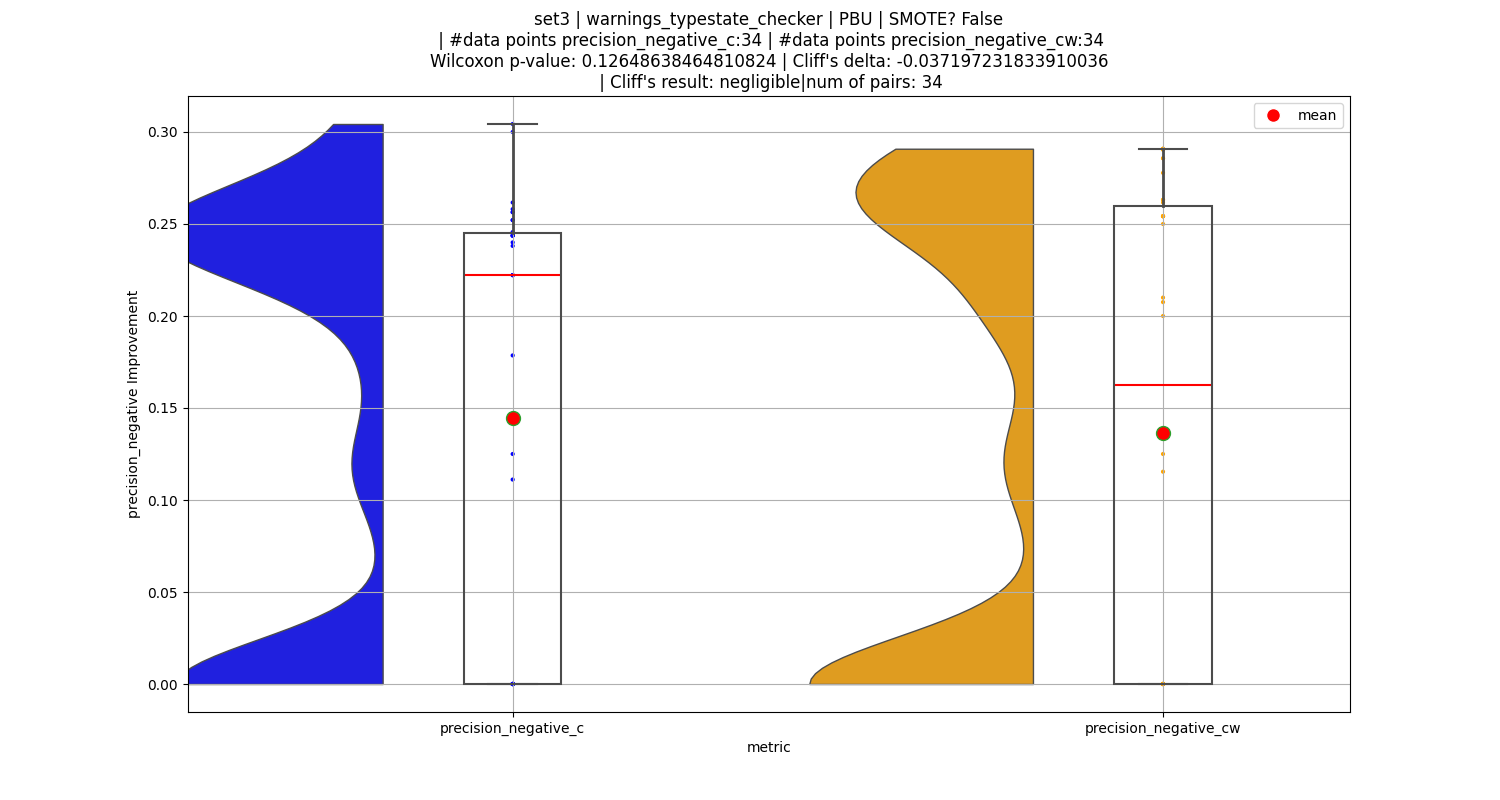 set3 | warnings_typestate_checker | PBU | SMOTE? False
| #data points precision_negative_c:34 | #data points precision_negative_cw:34
Wilcoxon p-value: 0.12648638464810824 | Cliff's delta: -0.037197231833910036
| Cliff's result: negligible|num of pairs: 34
mean
0.30
0.25
0.20
0.15
0.10
0.05
0.00
precision_negative Improvement
precision_negative_c
precision_negative_cw
metric